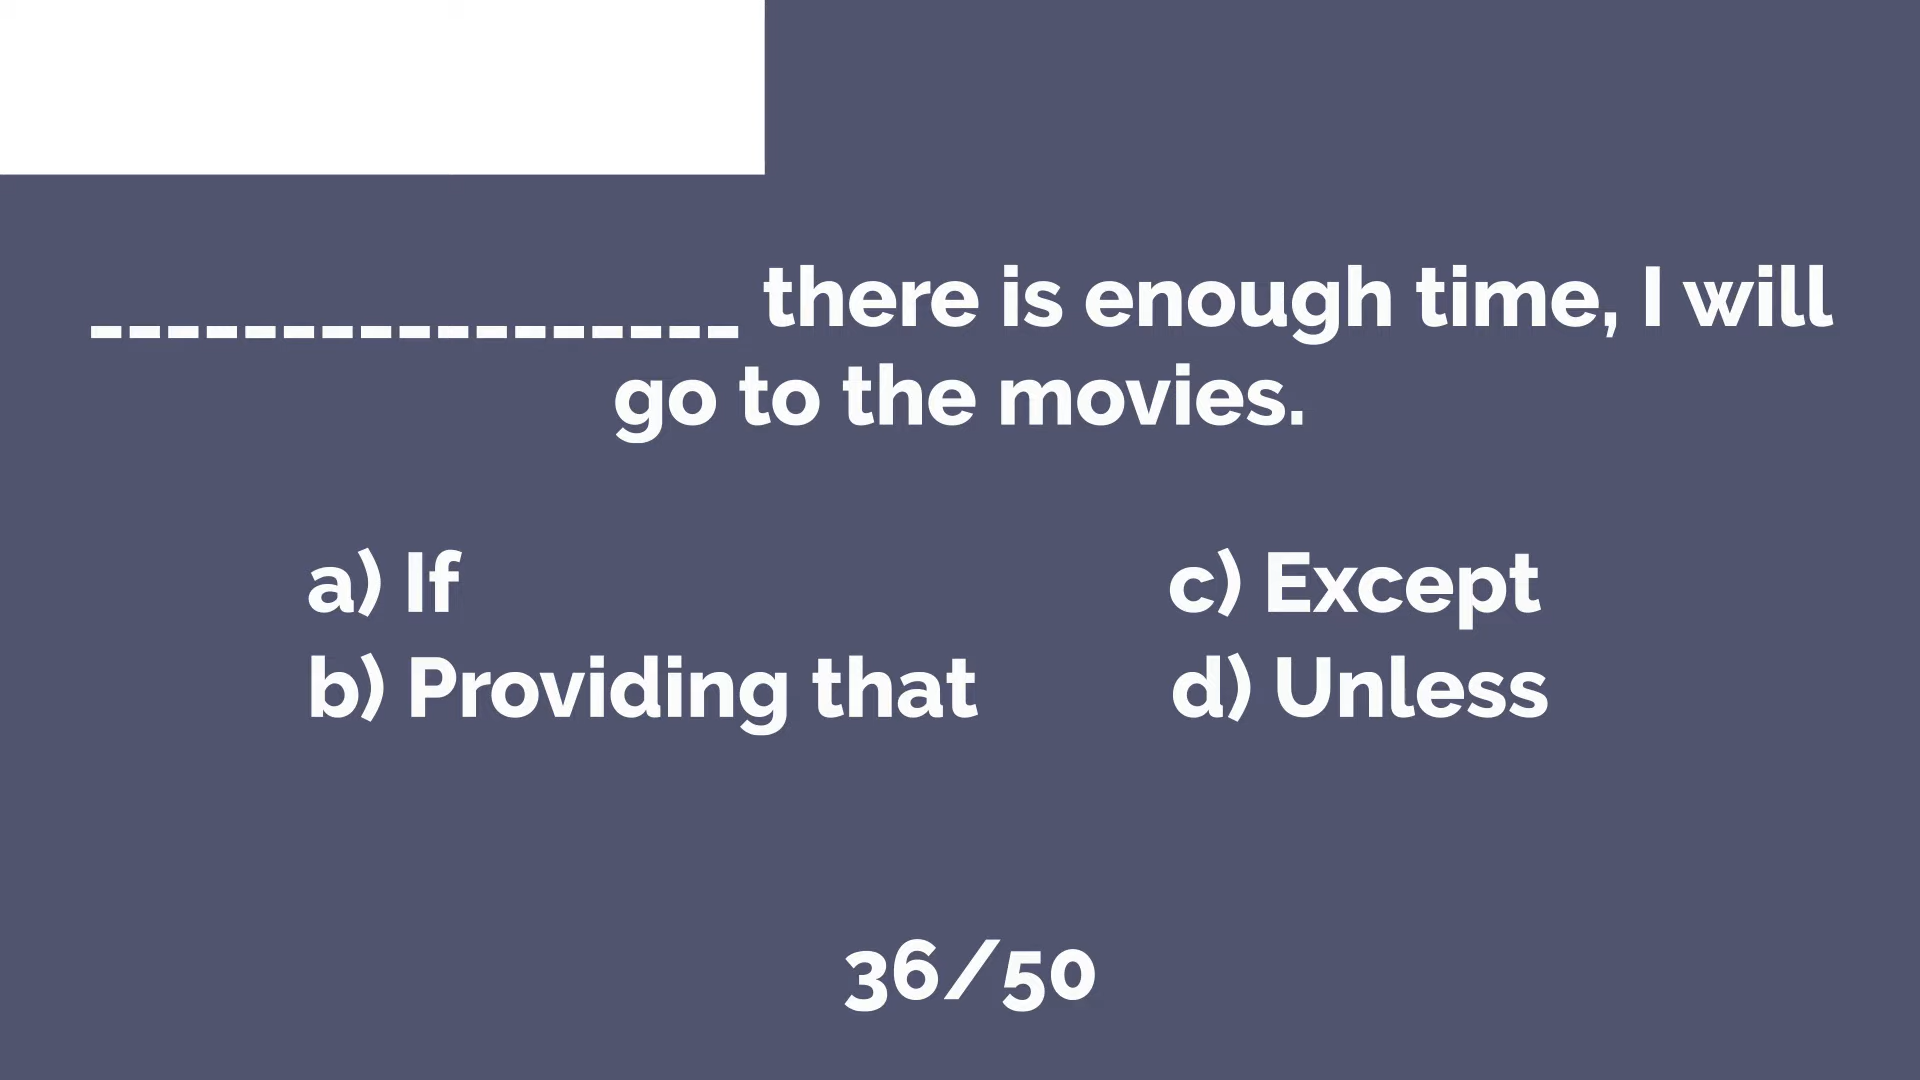 _________________ there is enough time, I will
go to the movies.
a) If
b) Providing that
c) Except
d) Unless
36/50